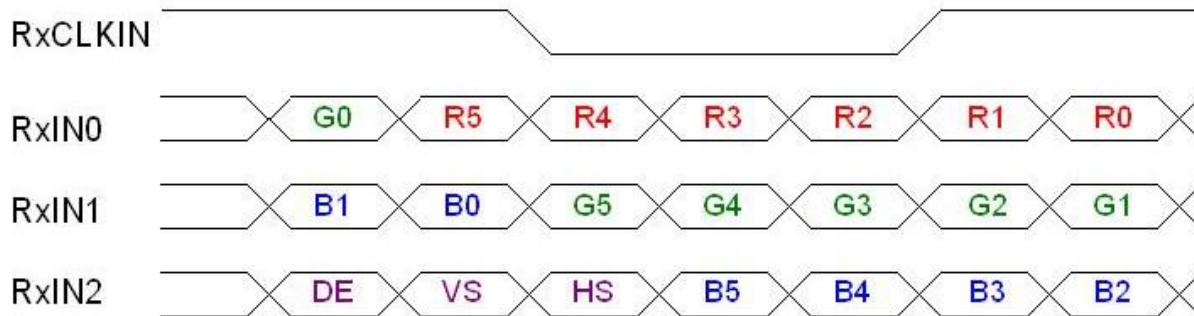 RxCLKIN
RxIN0 G0 R5 R4 R3 R2 R1 R0
RxIN1 B1 B0 G5 G4 G3 G2 G1
RxIN2 DE VS HS B5 B4 B3 B2